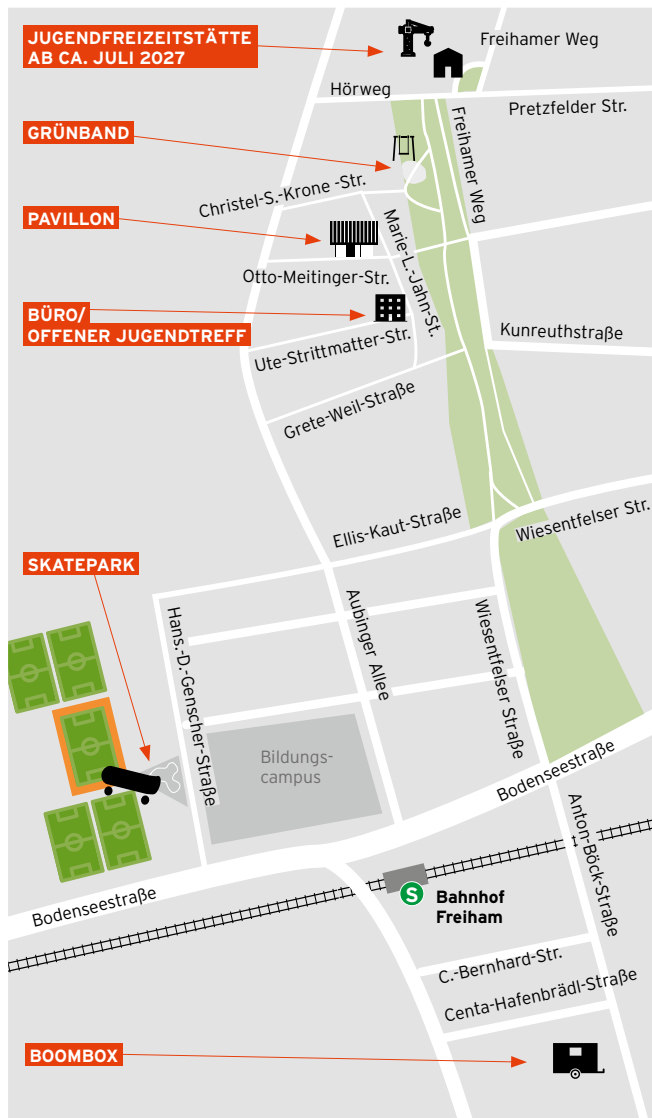 JUGENDFREIZEITSTÄTTE
AB CA. JULI 2027
Freihamer Weg
Hörweg
Pretzfelder Str.
GRÜNBAND
Freihamer Weg
Christel-S.-Krone -Str.
PAVILLON
Marie-L.-Jahn-St.
Otto-Meitinger-Str.
BÜRO/
OFFENER JUGENDTREFF
Ute-Strittmatter-Str.
Kunreuthstraße
Grete-Weil-Straße
Ellis-Kaut-Straße
Wiesentfelser Str.
SKATEPARK
Hans.-D.-Genscher-Straße
Aubinger Allee
Wiesentfelser Straße
Bildungs-
campus
Bodenseestraße
Anton-Böck-Straße
Bodenseestraße
S
Bahnhof
Freiham
C.-Bernhard-Str.
Centa-Hafenbrädl-Straße
BOOMBOX